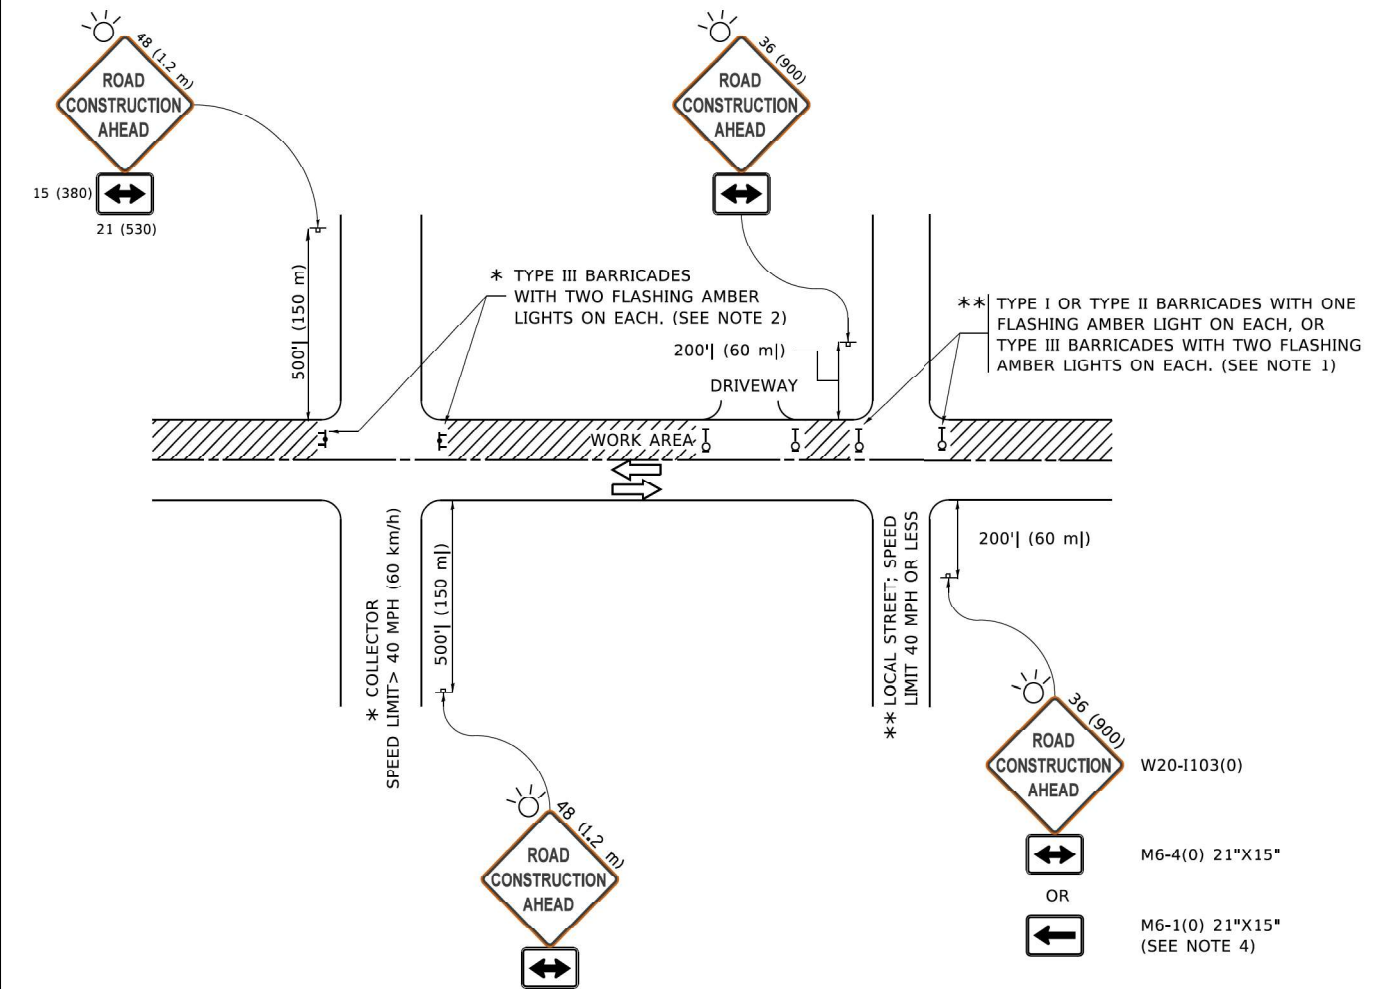 48 (1.2 m)
ROAD
CONSTRUCTION
AHEAD
15 (380)
21 (530)
36 (900)
ROAD
CONSTRUCTION
AHEAD
500'| (150 m)
* TYPE III BARRICADES
WITH TWO FLASHING AMBER
LIGHTS ON EACH. (SEE NOTE 2)
200'| (60 m|)
DRIVEWAY
** TYPE I OR TYPE II BARRICADES WITH ONE
FLASHING AMBER LIGHT ON EACH, OR
TYPE III BARRICADES WITH TWO FLASHING
AMBER LIGHTS ON EACH. (SEE NOTE 1)
WORK AREA
* COLLECTOR
SPEED LIMIT> 40 MPH (60 km/h)
500'| (150 m|)
** LOCAL STREET; SPEED
LIMIT 40 MPH OR LESS
200'| (60 m|)
48 (1.2 m)
ROAD
CONSTRUCTION
AHEAD
36 (900)
ROAD
CONSTRUCTION
AHEAD
W20-I103(0)
M6-4(0) 21"X15"
OR
M6-1(0) 21"X15"
(SEE NOTE 4)